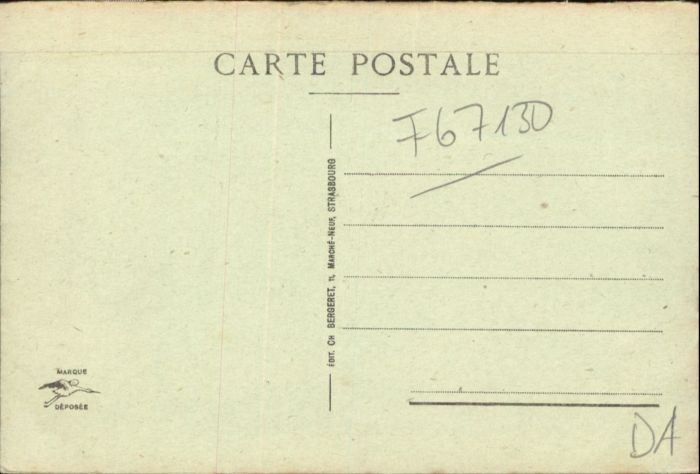 CARTE POSTALE
F67130
ÉDIT. CH BERGERET, 11, MARCHÉ-NEUF, STRASBOURG
MARQUE
DÉPOSÉE
DA